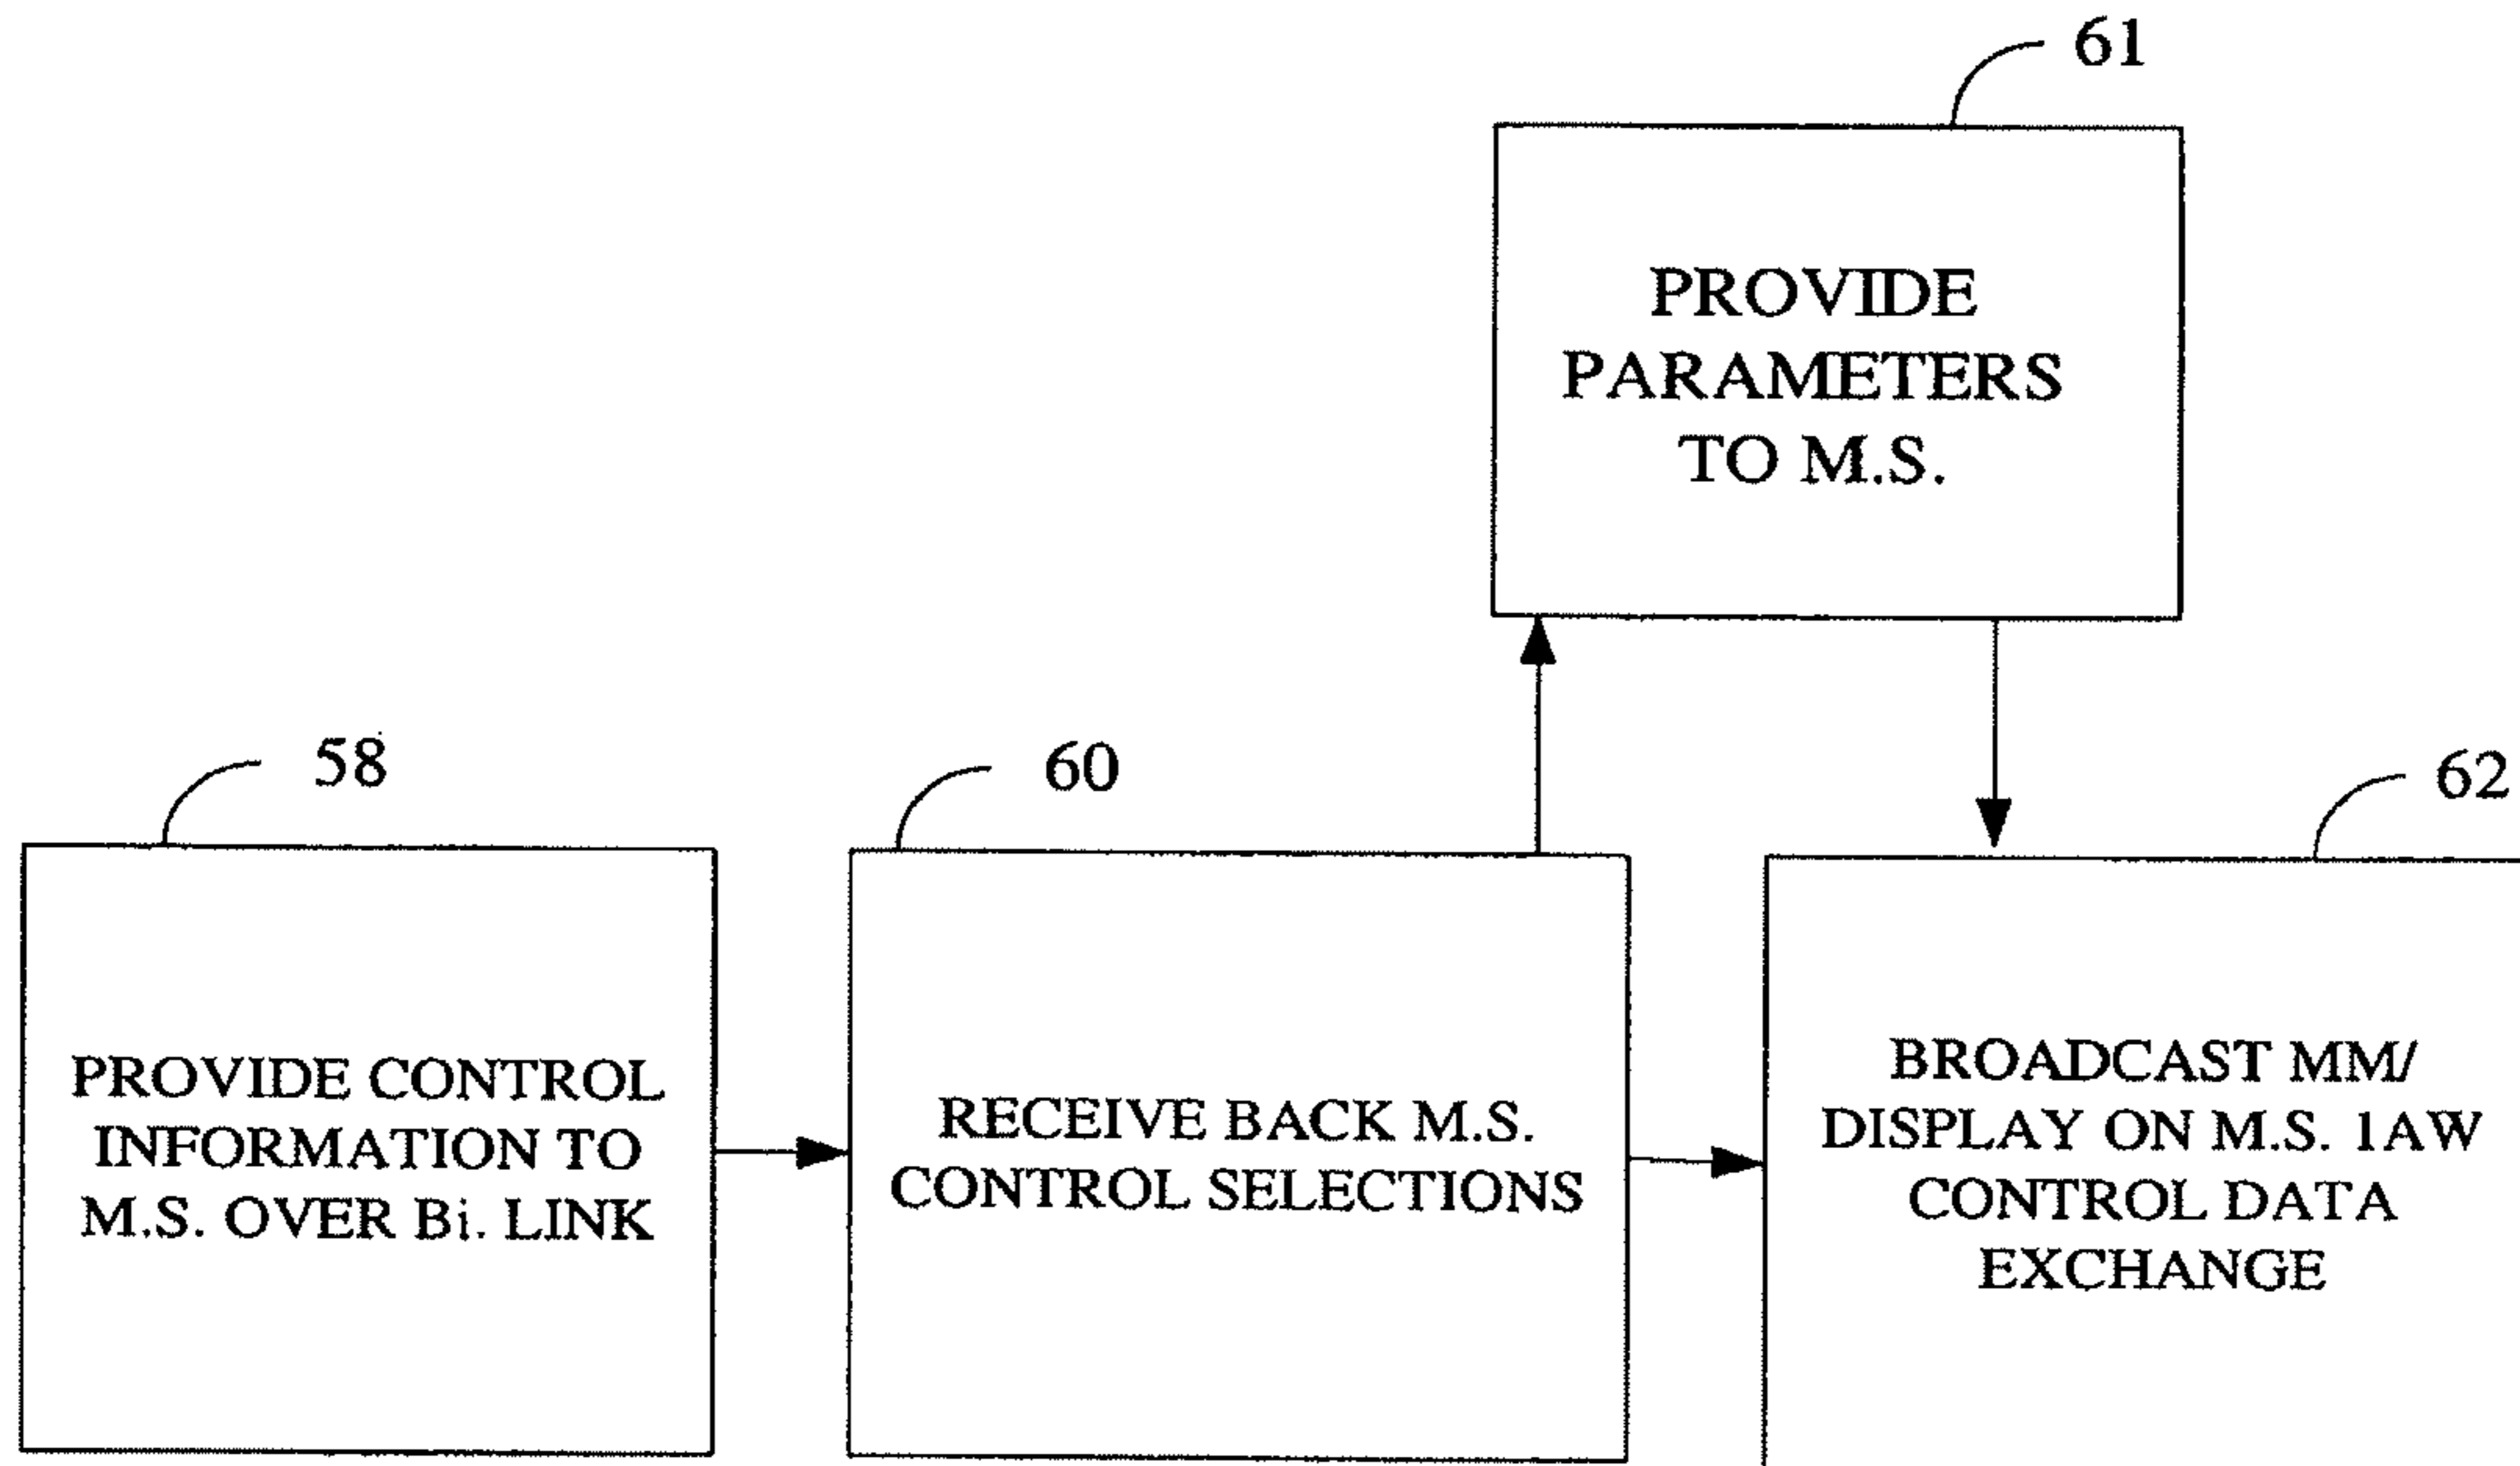 61
PROVIDE
PARAMETERS
TO M.S.
58
60
62
PROVIDE CONTROL
INFORMATION TO
M.S. OVER Bi. LINK
RECEIVE BACK M.S.
CONTROL SELECTIONS
BROADCAST MM/
DISPLAY ON M.S. 1AW
CONTROL DATA
EXCHANGE